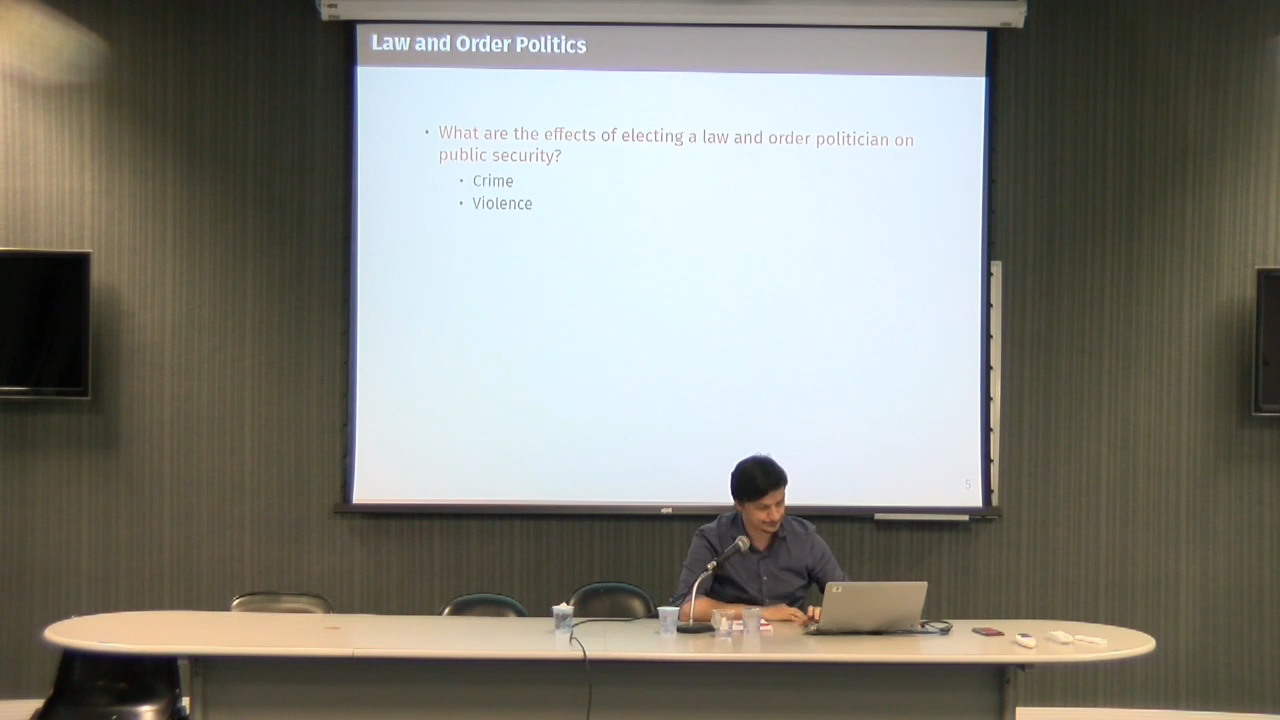 Law and Order Politics
• What are the effects of electing a law and order politician on
public security?
• Crime
• Violence
5